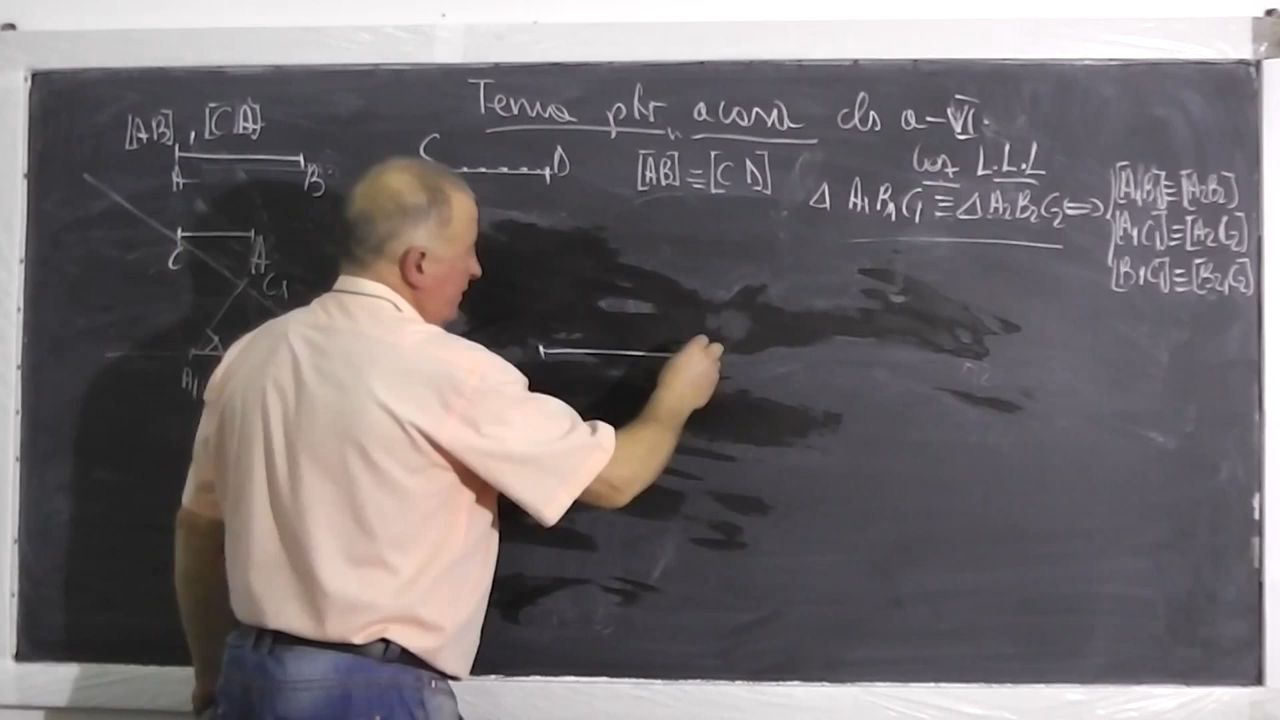 Tema ptr acasă cls a-VI
[AB], [CA]
A B
C D
[AB]≡[CD]
caz L.L.L
Δ A₁B₁C₁ ≡ Δ A₂B₂C₂ ⇔
[A₁B₁]≡[A₂B₂]
[A₁C₁]≡[A₂C₂]
[B₁C₁]≡[B₂C₂]
C A
C₁
A₁